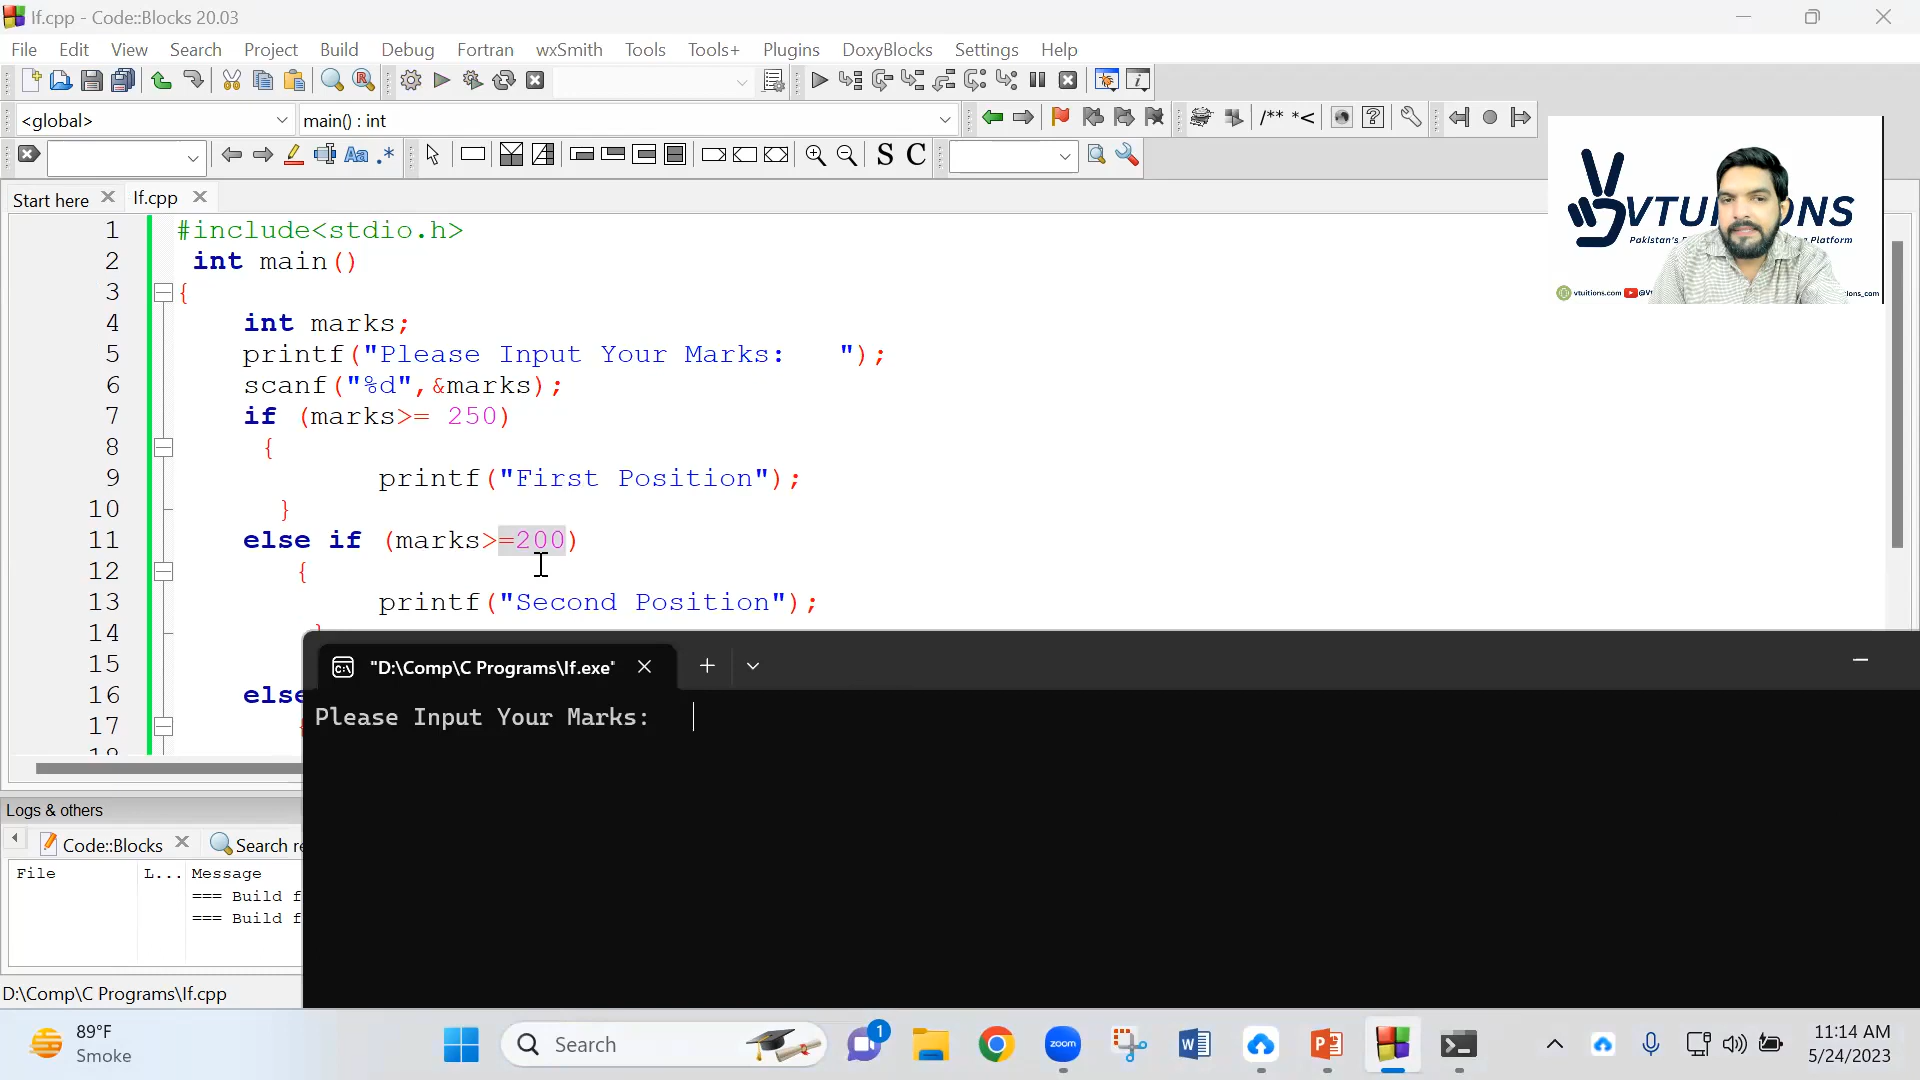 If.cpp - Code::Blocks 20.03
File Edit View Search Project Build Debug Fortran wxSmith Tools Tools+ Plugins DoxyBlocks Settings Help
<global> main() : int /** *<
Aa .* S C
Start here If.cpp
VTUI ONS
Pakistan's Platform
vtuitions.com
1 #include<stdio.h>
2 int main()
3 {
4 int marks;
5 printf("Please Input Your Marks:   ");
6 scanf("%d",&marks);
7 if (marks>= 250)
8 {
9 printf("First Position");
10 }
11 else if (marks>=200)
12 {
13 printf("Second Position");
14
15
16 else
17 {
"D:\Comp\C Programs\If.exe"
Please Input Your Marks:
Logs & others
Code::Blocks Search re
File L... Message
=== Build f
=== Build f
D:\Comp\C Programs\If.cpp
89°F
Smoke
Search
1
zoom
11:14 AM
5/24/2023